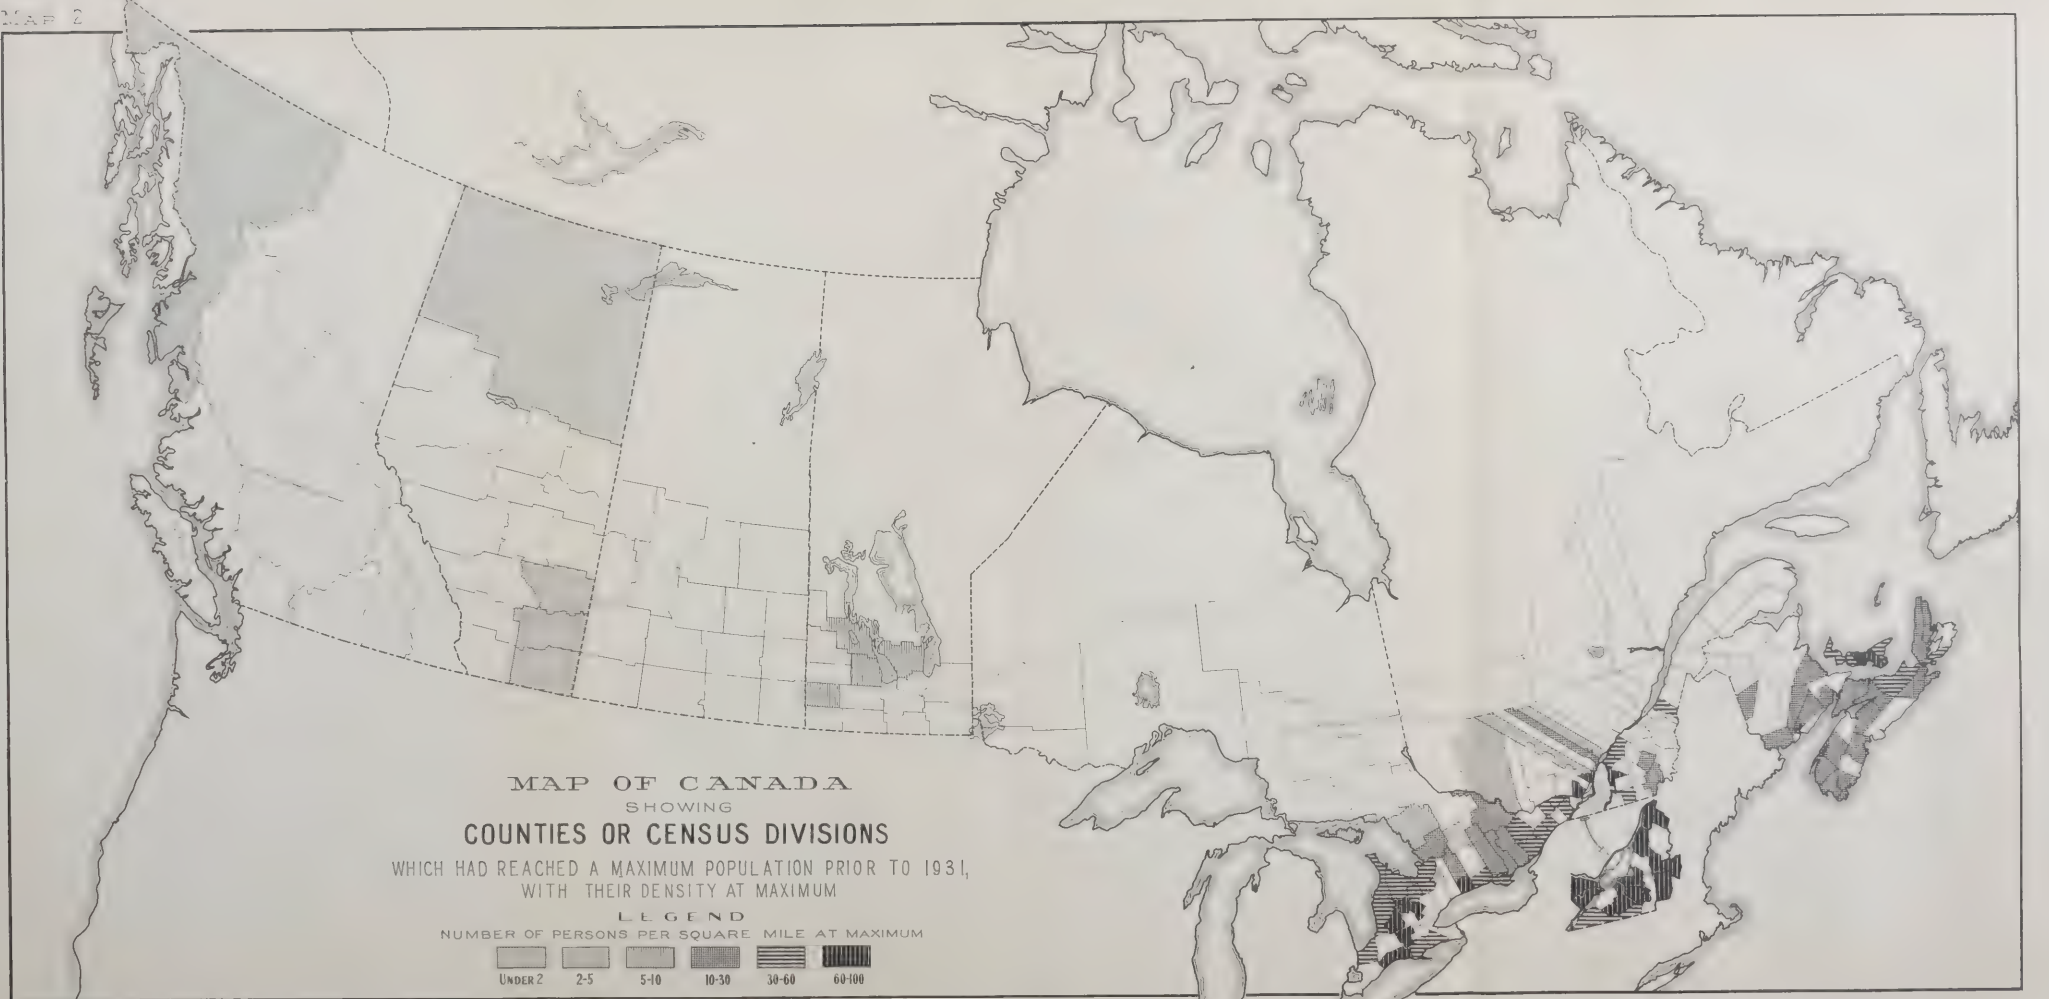 MAP 2
MAP OF CANADA
SHOWING
COUNTIES OR CENSUS DIVISIONS
WHICH HAD REACHED A MAXIMUM POPULATION PRIOR TO 1931,
WITH THEIR DENSITY AT MAXIMUM
LEGEND
NUMBER OF PERSONS PER SQUARE MILE AT MAXIMUM
UNDER 2 2-5 5-10 10-30 30-60 60-100